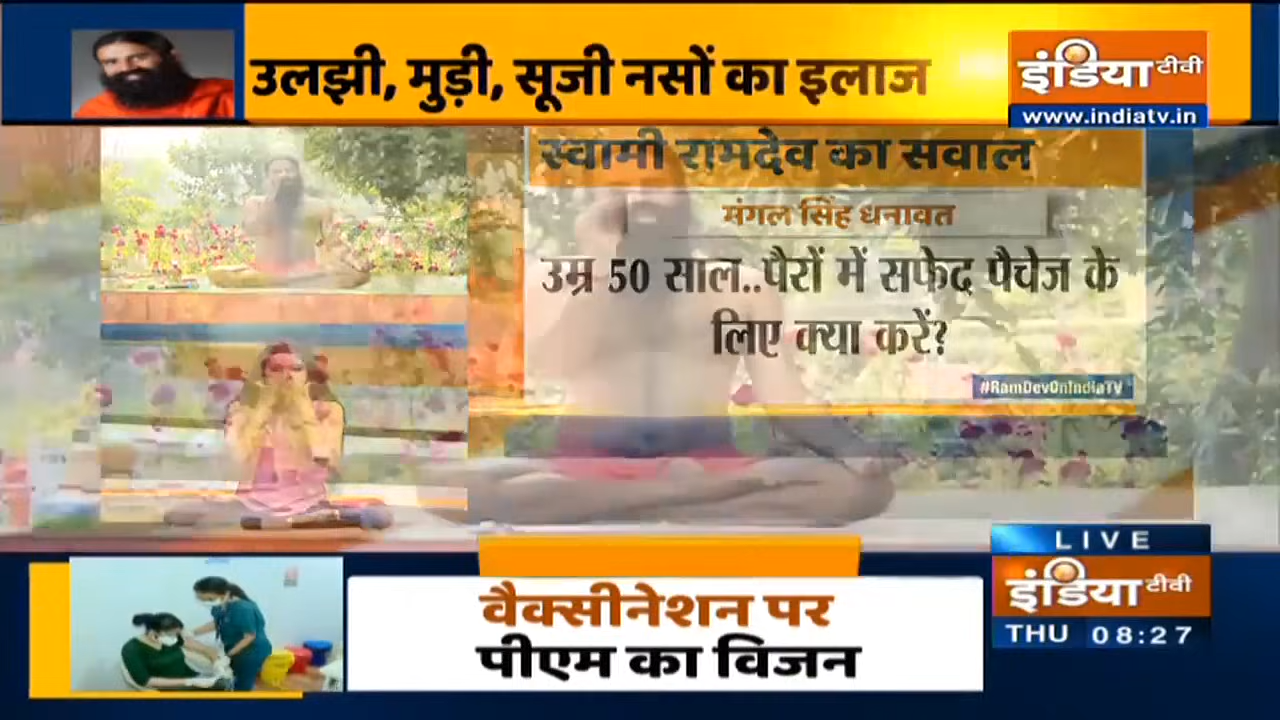 उलझी, मुड़ी, सूजी नसों का इलाज
इंडिया टीवी
www.indiatv.in
स्वामी रामदेव का सवाल
मंगल सिंह धनावत
उम्र 50 साल..पैरों में सफेद पैचेज के
लिए क्या करें?
#RamDevOnIndiaTV
वैक्सीनेशन पर
पीएम का विजन
LIVE
इंडिया टीवी
THU 08:27